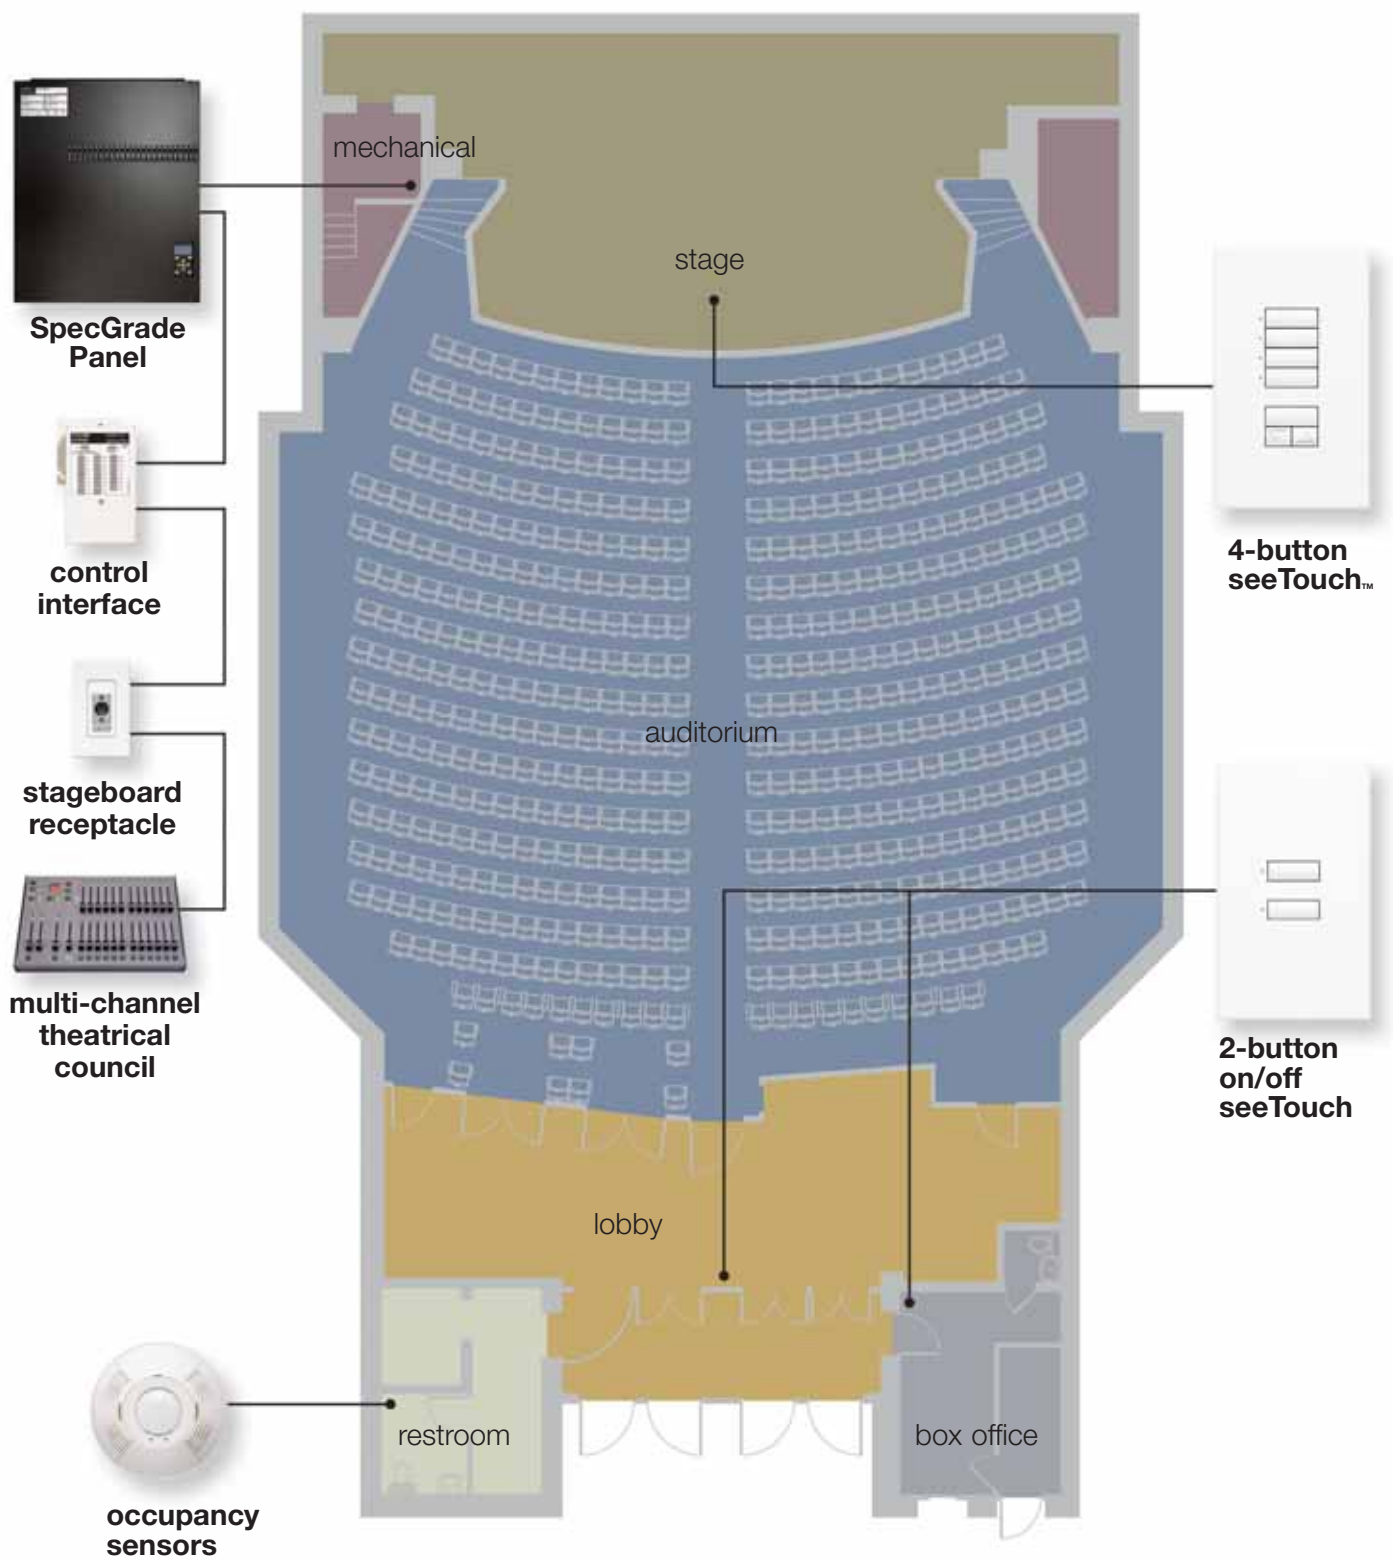 mechanical
stage
SpecGrade
Panel
control
interface
4-button
seeTouch™
auditorium
stageboard
receptacle
multi-channel
theatrical
council
2-button
on/off
seeTouch
lobby
restroom
box office
occupancy
sensors